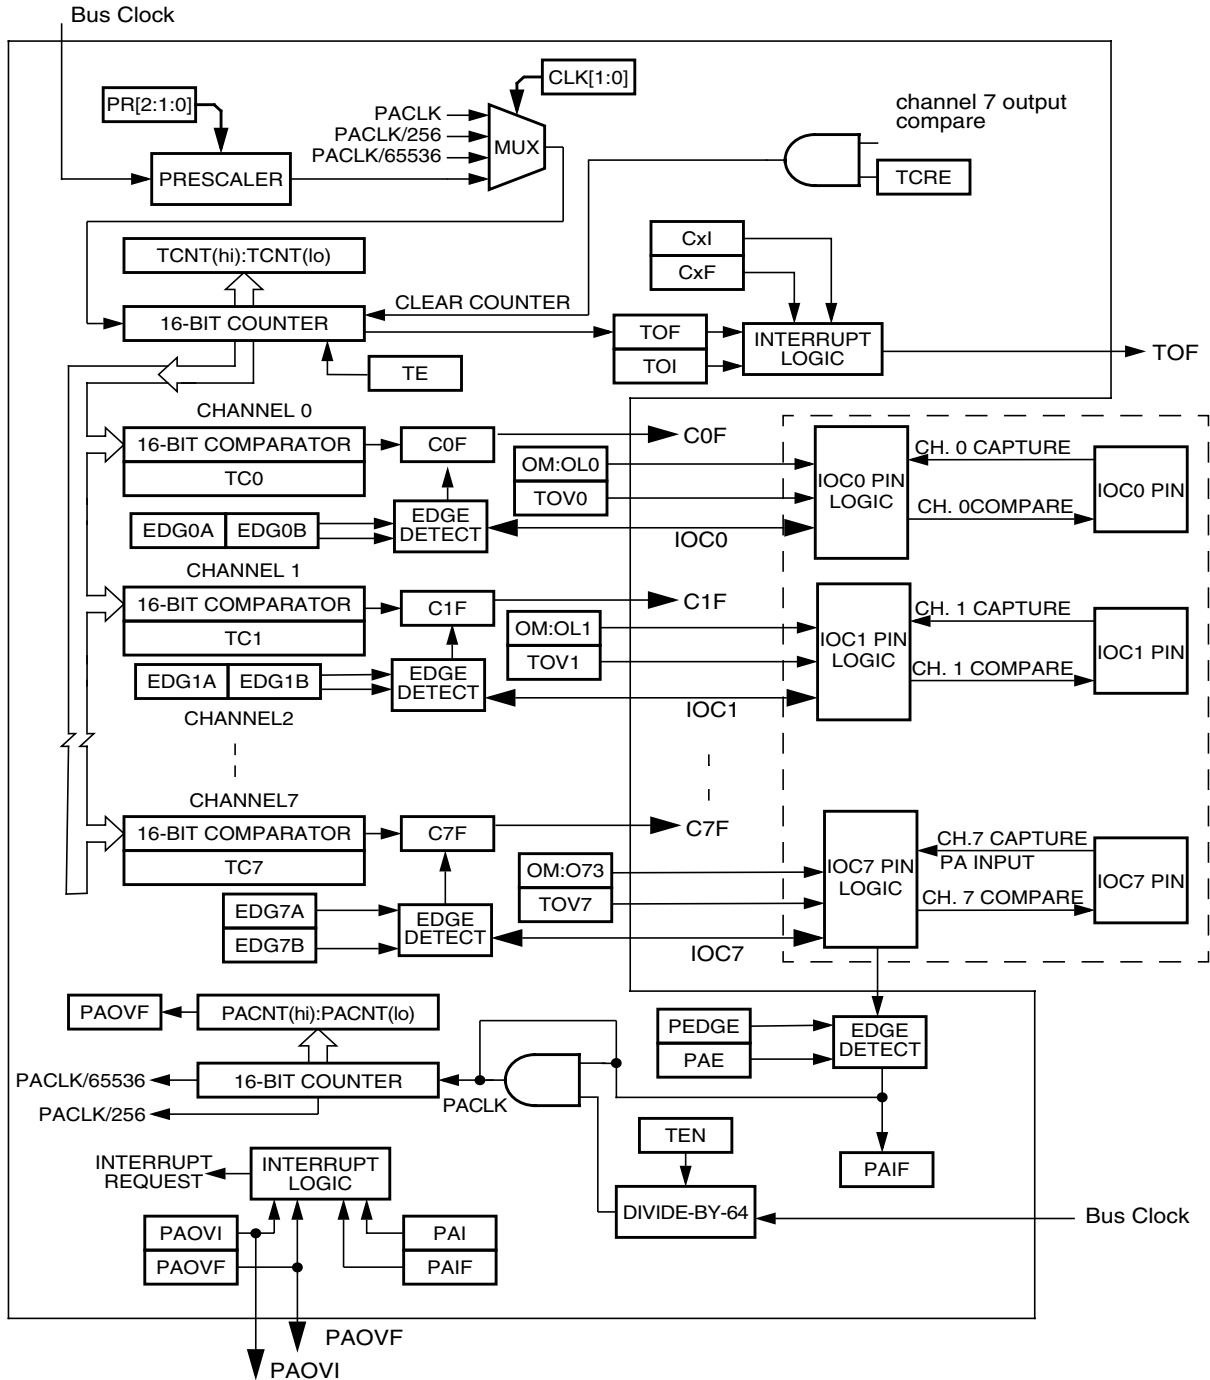 Bus Clock
PR[2:1:0]
CLK[1:0]
PACLK
PACLK/256
PACLK/65536
MUX
PRESCALER
channel 7 output
compare
TCRE
TCNT(hi):TCNT(lo)
CxI
CxF
CLEAR COUNTER
16-BIT COUNTER
TE
TOF
TOI
INTERRUPT
LOGIC
TOF
CHANNEL 0
16-BIT COMPARATOR
TC0
C0F
C0F
OM:OL0
TOV0
EDG0A
EDG0B
EDGE
DETECT
IOC0
IOC0 PIN
LOGIC
CH. 0 CAPTURE
CH. 0COMPARE
IOC0 PIN
CHANNEL 1
16-BIT COMPARATOR
TC1
C1F
C1F
OM:OL1
TOV1
EDG1A
EDG1B
EDGE
DETECT
IOC1
IOC1 PIN
LOGIC
CH. 1 CAPTURE
CH. 1 COMPARE
IOC1 PIN
CHANNEL2
CHANNEL7
16-BIT COMPARATOR
TC7
C7F
C7F
OM:O73
TOV7
EDG7A
EDG7B
EDGE
DETECT
IOC7
IOC7 PIN
LOGIC
CH.7 CAPTURE
PA INPUT
CH. 7 COMPARE
IOC7 PIN
PAOVF
PACNT(hi):PACNT(lo)
PEDGE
PAE
EDGE
DETECT
PACLK/65536
16-BIT COUNTER
PACLK
PACLK/256
TEN
PAIF
INTERRUPT
REQUEST
INTERRUPT
LOGIC
DIVIDE-BY-64
Bus Clock
PAOVI
PAOVF
PAI
PAIF
PAOVF
PAOVI